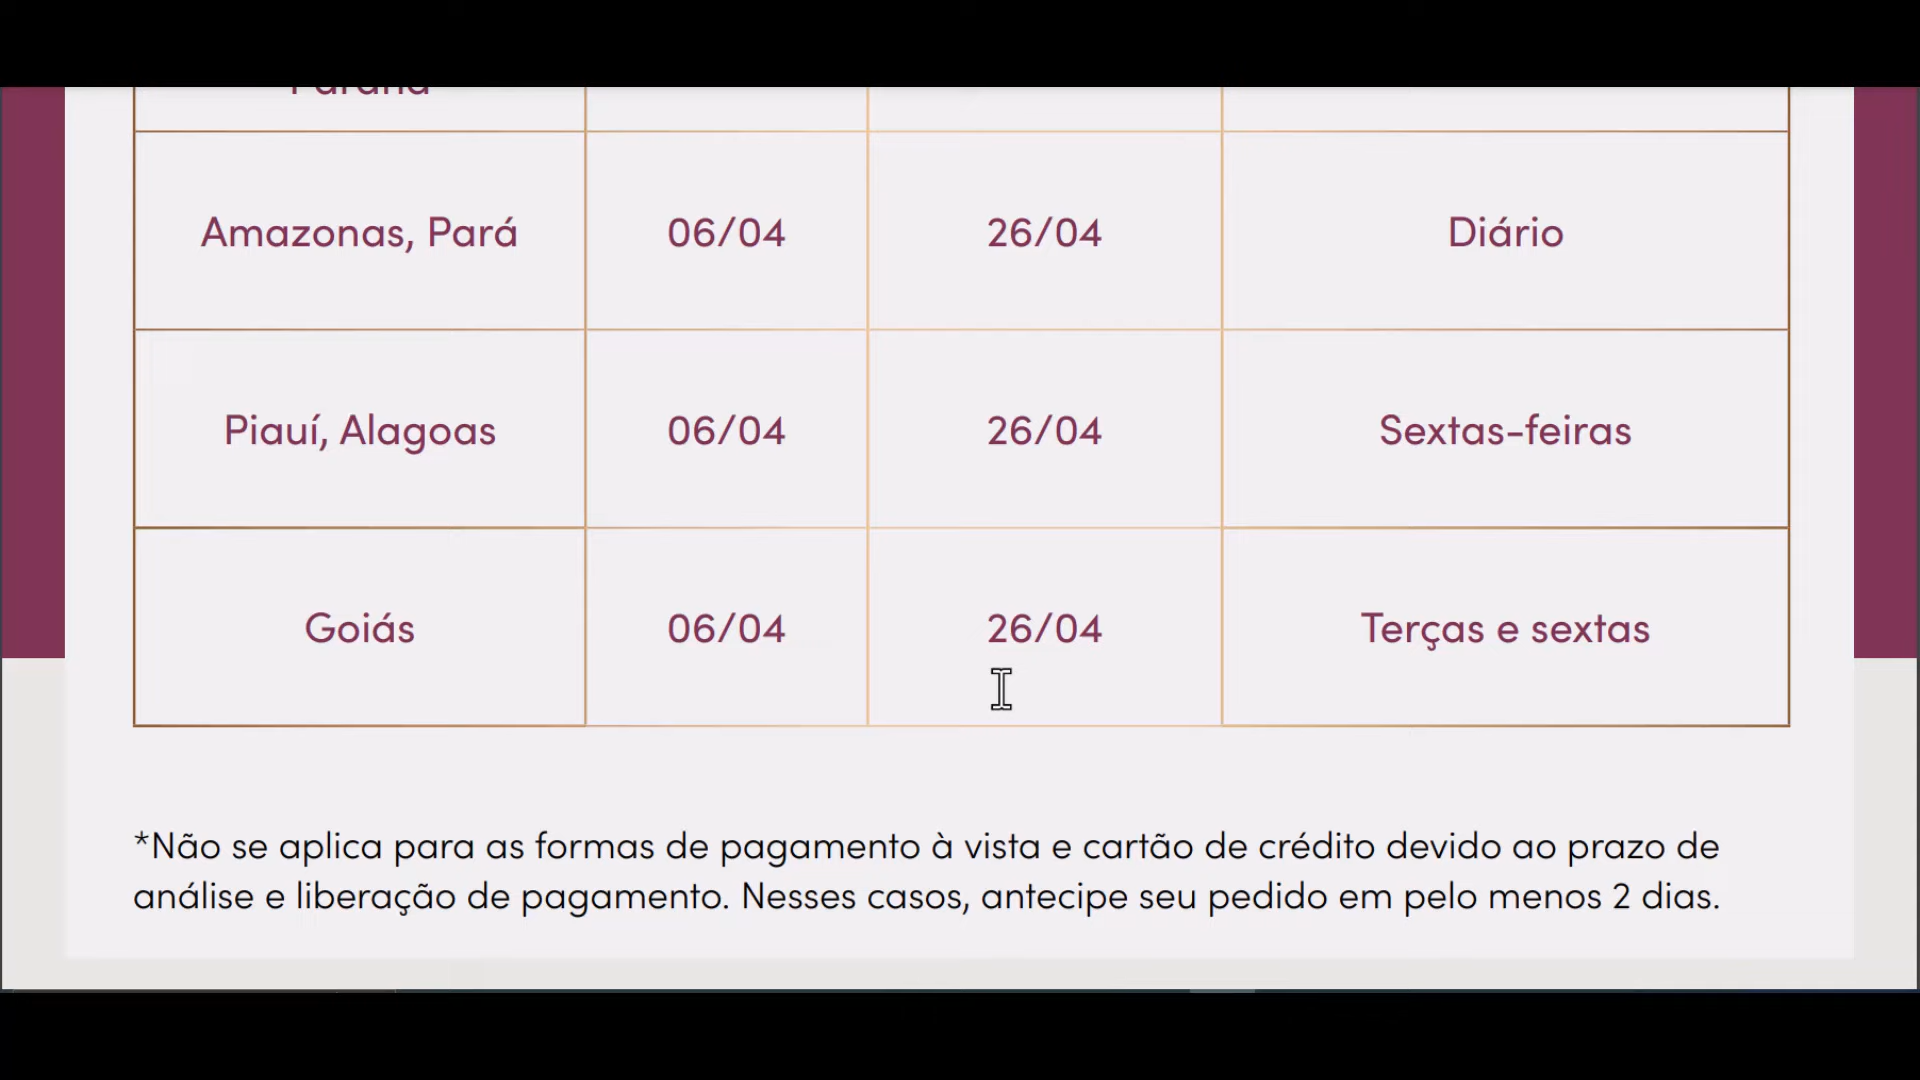 Paraná
Amazonas, Pará 06/04 26/04 Diário
Piauí, Alagoas 06/04 26/04 Sextas-feiras
Goiás 06/04 26/04 Terças e sextas
*Não se aplica para as formas de pagamento à vista e cartão de crédito devido ao prazo de
análise e liberação de pagamento. Nesses casos, antecipe seu pedido em pelo menos 2 dias.